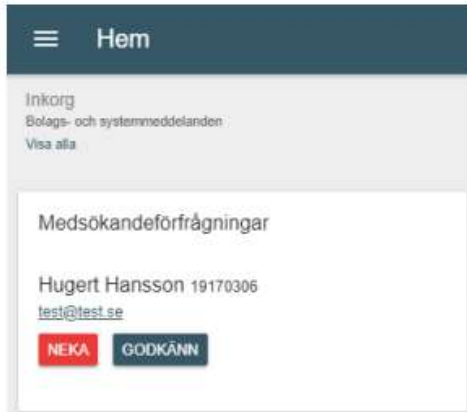 Hem
Inkorg
Bolags- och systemmeddelanden
Visa alla
Medsökandeförfrågningar
Hugert Hansson 19170306
test@test.se
NEKA GODKÄNN